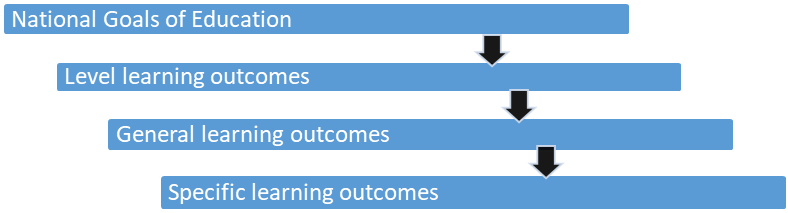 National Goals of Education
Level learning outcomes
General learning outcomes
Specific learning outcomes